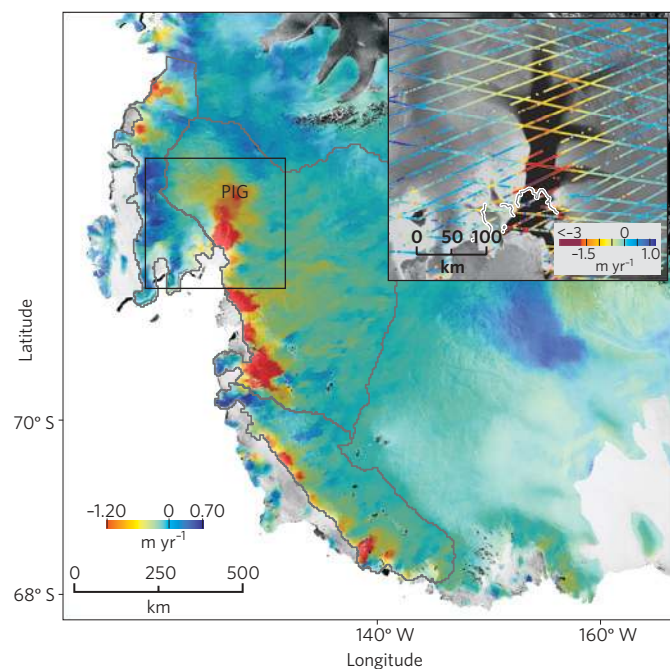 PIG
0 50 100
km
<–3 0
–1.5 1.0
m yr⁻¹
Latitude
70° S
–1.20 0 0.70
m yr⁻¹
0 250 500
km
68° S
140° W 160° W
Longitude